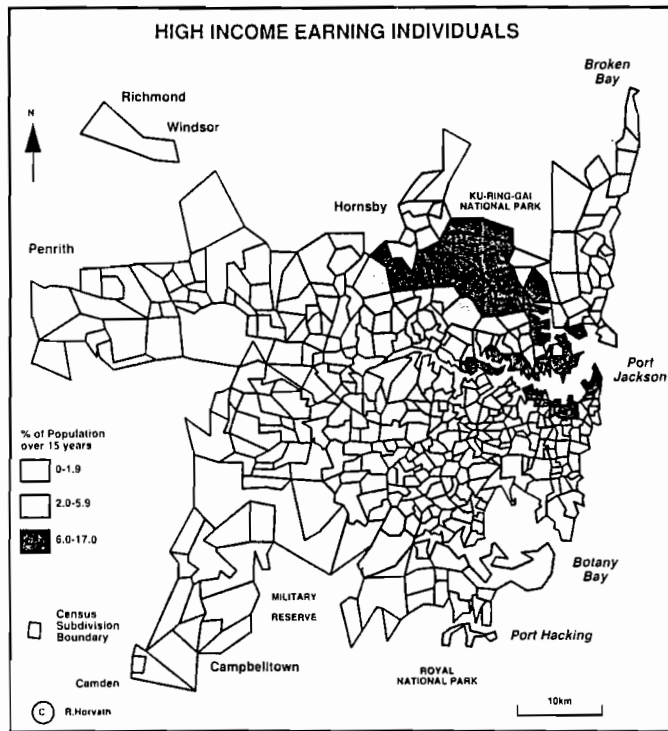 HIGH INCOME EARNING INDIVIDUALS
Broken
Bay
Richmond
Windsor
N
Hornsby
KU-RING-GAI
NATIONAL PARK
Penrith
Port
Jackson
% of Population
over 15 years
0-1.9
2.0-5.9
6.0-17.0
Botany
Bay
MILITARY
RESERVE
Census
Subdivision
Boundary
Port Hacking
Campbelltown
Camden
ROYAL
NATIONAL PARK
C R.Horvath
10km